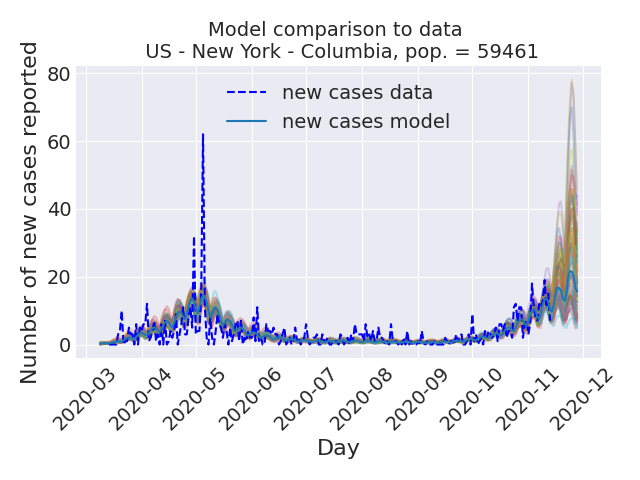 Model comparison to data
US - New York - Columbia, pop. = 59461
new cases data
new cases model
Number of new cases reported
80
60
40
20
0
2020-03
2020-04
2020-05
2020-06
2020-07
2020-08
2020-09
2020-10
2020-11
2020-12
Day